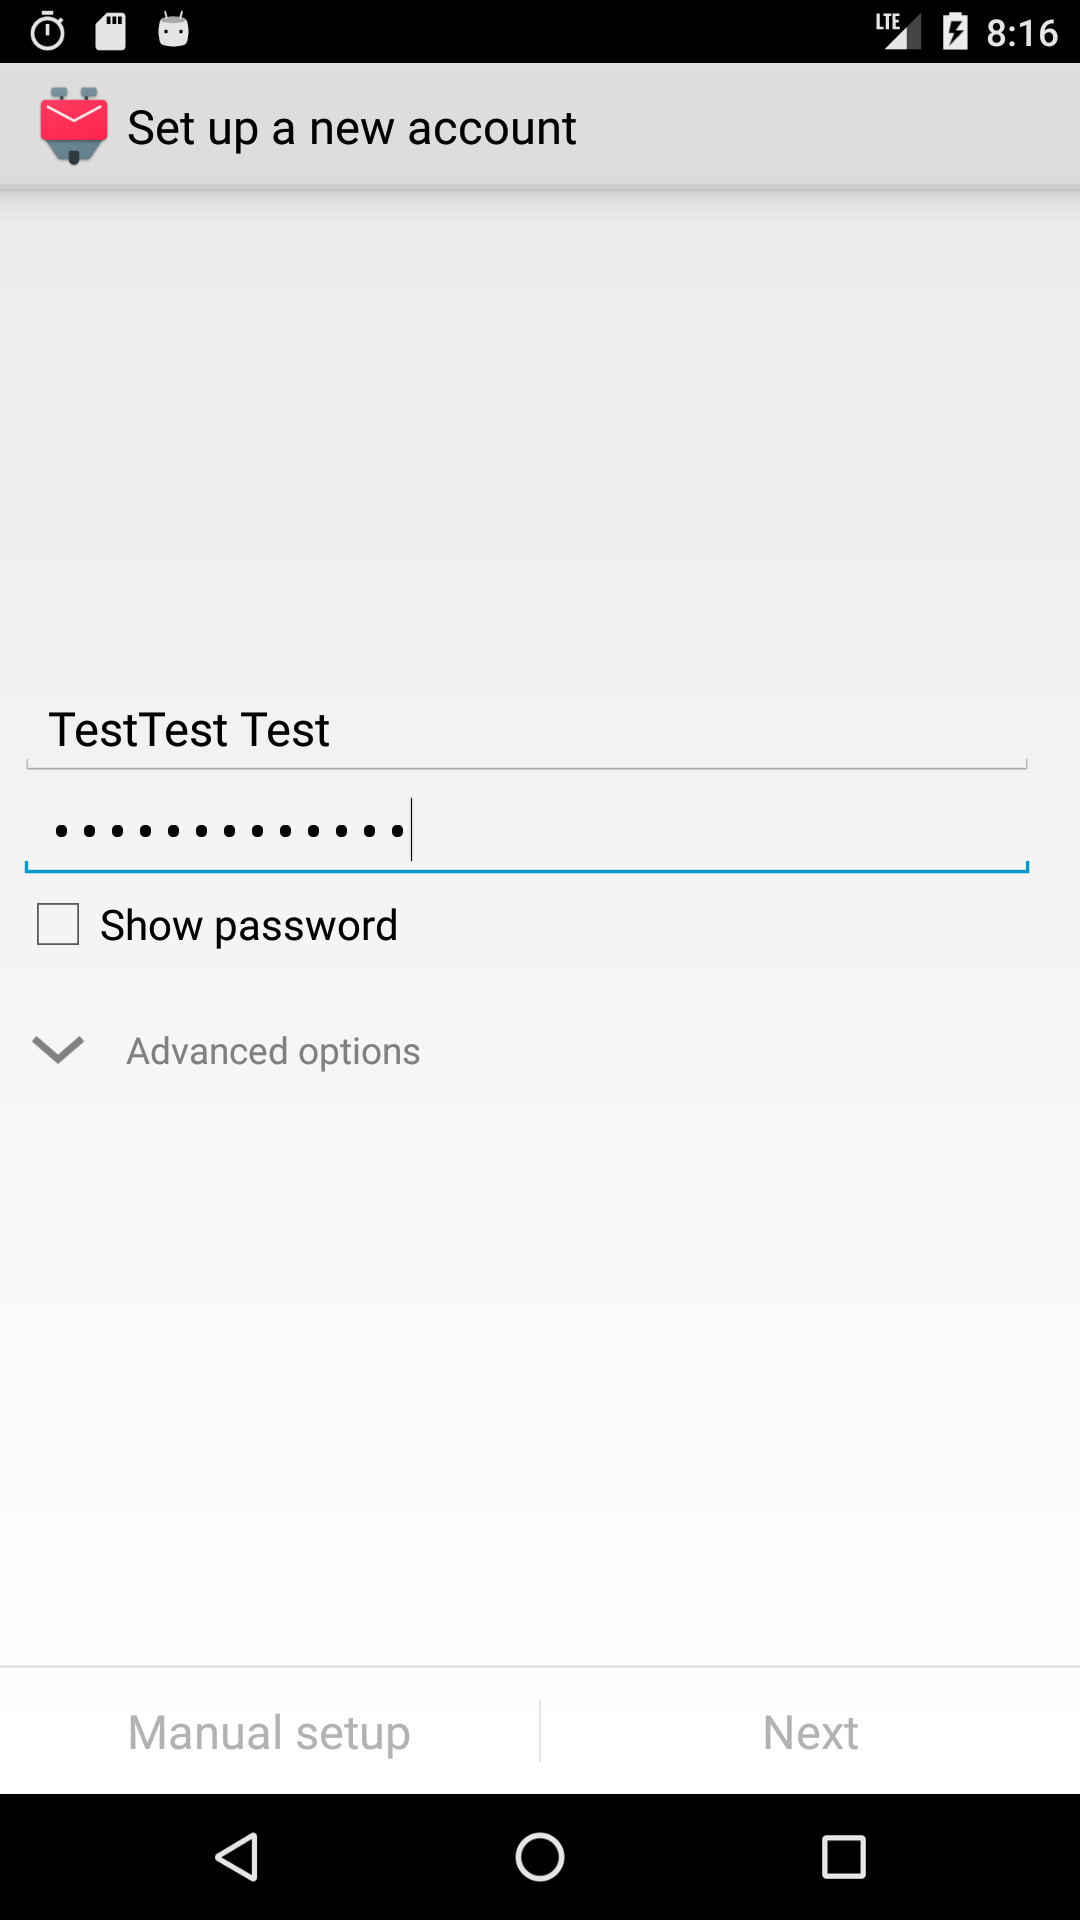 LTE 8:16
Set up a new account
TestTest Test
•••••••••••••
Show password
Advanced options
Manual setup
Next